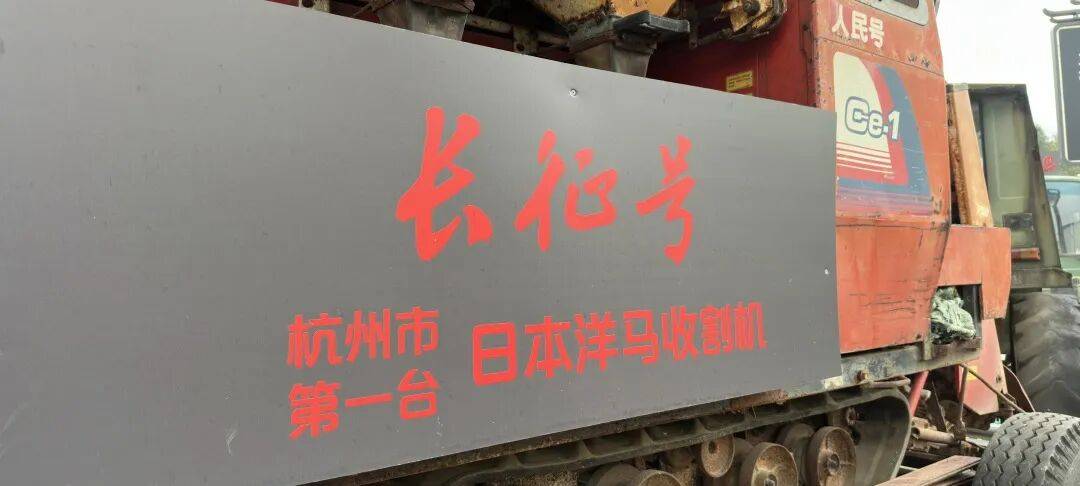 人民号
Ce-1
长征号
杭州市
第一台
日本洋马收割机